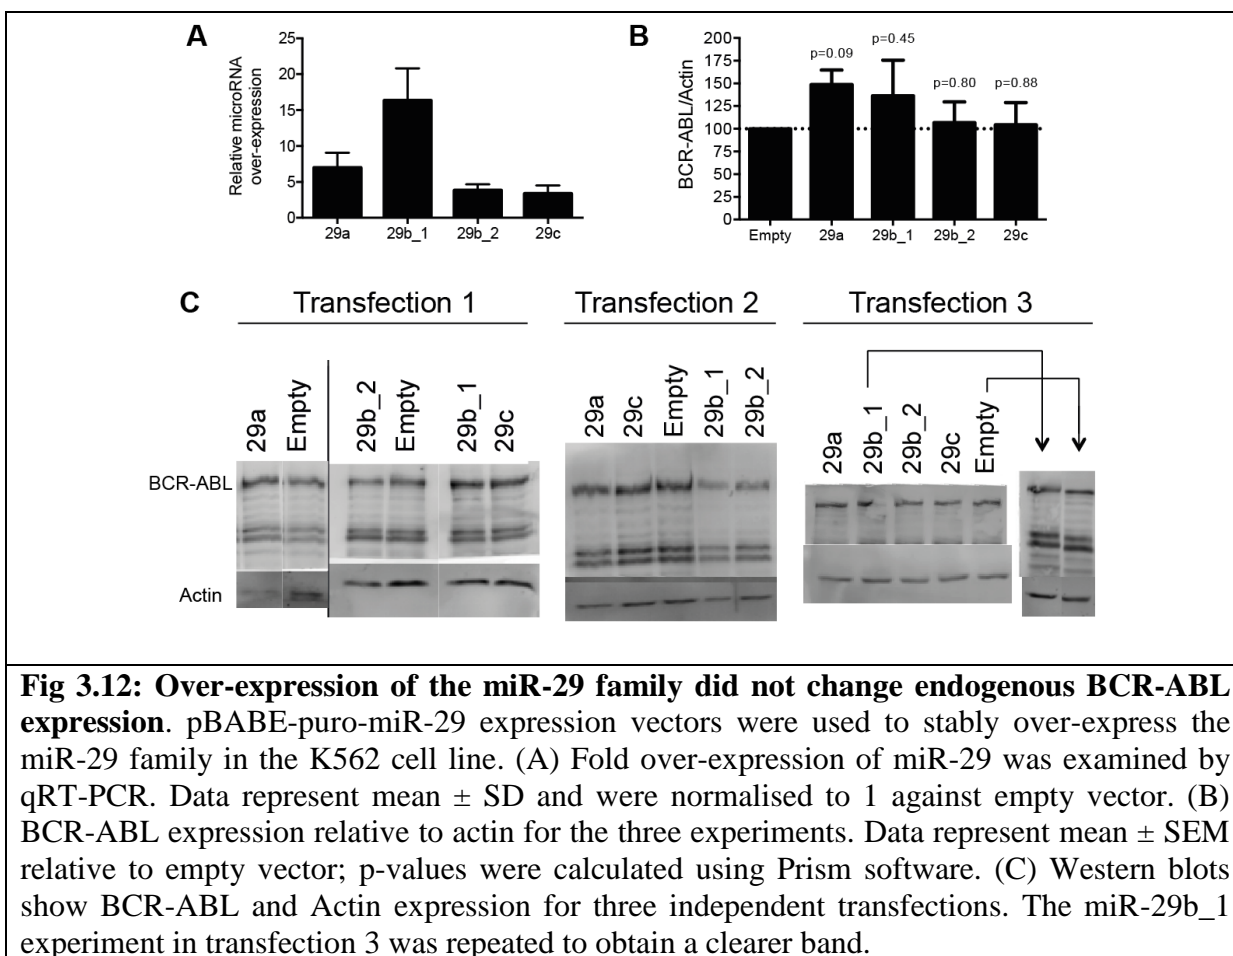 A
Relative microRNA
over-expression
25
20
15
10
5
0
29a
29b_1
29b_2
29c
B
BCR-ABL/Actin
200
175
150
125
100
75
50
25
0
p=0.09
p=0.45
p=0.80
p=0.88
Empty
29a
29b_1
29b_2
29c
C
Transfection 1
Transfection 2
Transfection 3
29a
Empty
29b_2
Empty
29b_1
29c
29a
29c
Empty
29b_1
29b_2
29a
29b_1
29b_2
29c
Empty
BCR-ABL
Actin
Fig 3.12: Over-expression of the miR-29 family did not change endogenous BCR-ABL
expression. pBABE-puro-miR-29 expression vectors were used to stably over-express the
miR-29 family in the K562 cell line. (A) Fold over-expression of miR-29 was examined by
qRT-PCR. Data represent mean ± SD and were normalised to 1 against empty vector. (B)
BCR-ABL expression relative to actin for the three experiments. Data represent mean ± SEM
relative to empty vector; p-values were calculated using Prism software. (C) Western blots
show BCR-ABL and Actin expression for three independent transfections. The miR-29b_1
experiment in transfection 3 was repeated to obtain a clearer band.